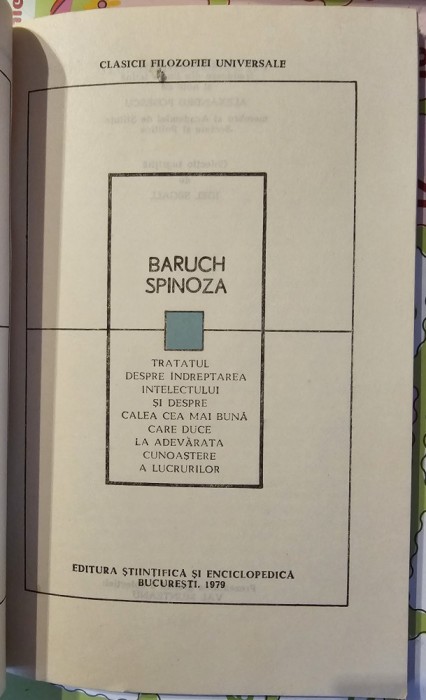 CLASICII FILOZOFIEI UNIVERSALE
BARUCH
SPINOZA
TRATATUL
DESPRE INDREPTAREA
INTELECTULUI
ȘI DESPRE
CALEA CEA MAI BUNĂ
CARE DUCE
LA ADEVĂRATA
CUNOAȘTERE
A LUCRURILOR
EDITURA ȘTIINȚIFICĂ ȘI ENCICLOPEDICĂ
BUCUREȘTI, 1979